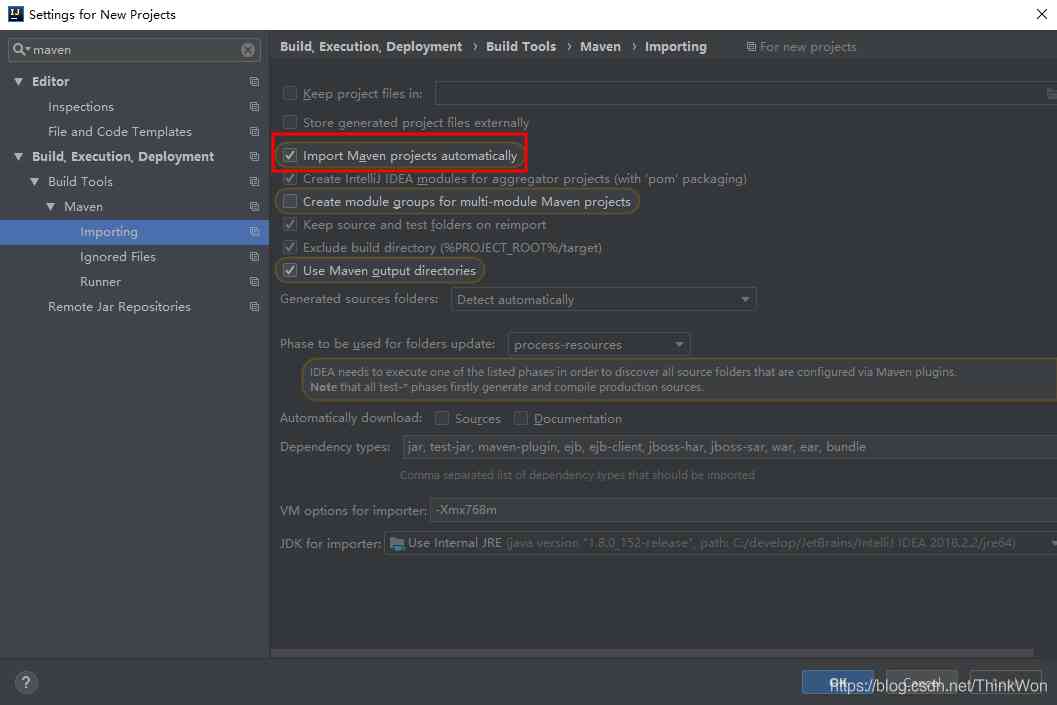 Settings for New Projects
maven
Build, Execution, Deployment › Build Tools › Maven › Importing For new projects
Editor
Inspections
File and Code Templates
Build, Execution, Deployment
Build Tools
Maven
Importing
Ignored Files
Runner
Remote Jar Repositories
Keep project files in:
Store generated project files externally
Import Maven projects automatically
Create IntelliJ IDEA modules for aggregator projects (with 'pom' packaging)
Create module groups for multi-module Maven projects
Keep source and test folders on reimport
Exclude build directory (%PROJECT_ROOT%/target)
Use Maven output directories
Generated sources folders: Detect automatically
Phase to be used for folders update: process-resources
IDEA needs to execute one of the listed phases in order to discover all source folders that are configured via Maven plugins.
Note that all test-* phases firstly generate and compile production sources.
Automatically download: Sources Documentation
Dependency types: jar, test-jar, maven-plugin, ejb, ejb-client, jboss-har, jboss-sar, war, ear, bundle
Comma separated list of dependency types that should be imported
VM options for importer: -Xmx768m
JDK for importer: Use Internal JRE (java version "1.8.0_152-release", path: C:/develop/JetBrains/IntelliJ IDEA 2018.2.2/jre64)
?
OK Cancel
https://blog.csdn.net/ThinkWon